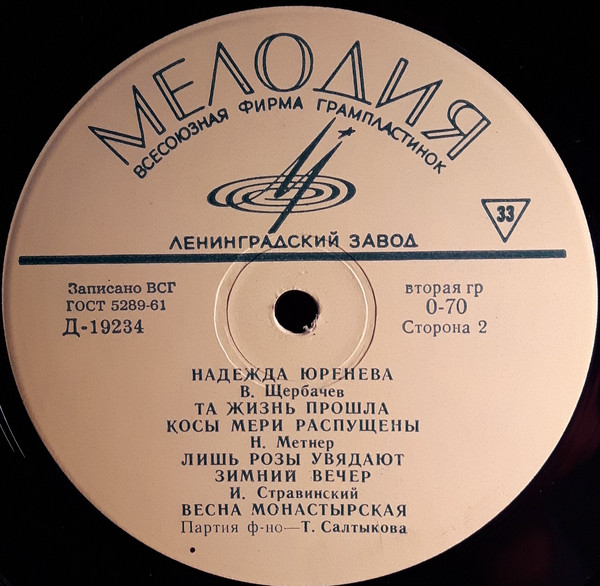 МЕЛОДИЯ
ВСЕСОЮЗНАЯ ФИРМА ГРАМПЛАСТИНОК
33
ЛЕНИНГРАДСКИЙ ЗАВОД
Записано ВСГ
ГОСТ 5289-61
Д-19234
вторая гр
0-70
Сторона 2
НАДЕЖДА ЮРЕНЕВА
В. Щербачев
ТА ЖИЗНЬ ПРОШЛА
КОСЫ МЕРИ РАСПУЩЕНЫ
Н. Метнер
ЛИШЬ РОЗЫ УВЯДАЮТ
ЗИМНИЙ ВЕЧЕР
И. Стравинский
ВЕСНА МОНАСТЫРСКАЯ
Партия ф-но—Т. Салтыкова